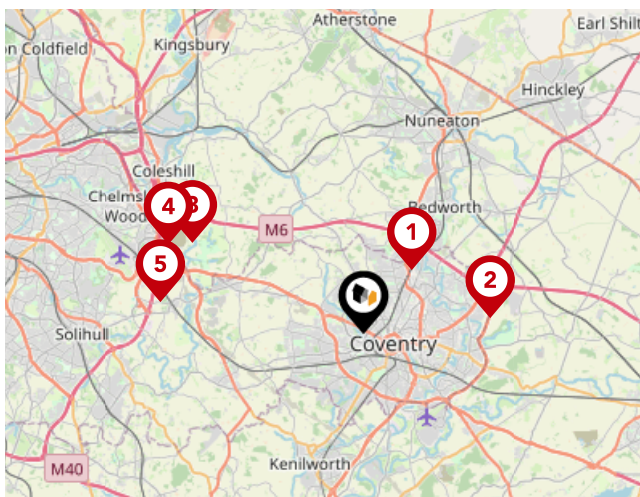 Atherstone
Earl Shilt
on Coldfield
Kingsbury
Hinckley
Nuneaton
Coleshill
Chelms
Wood
4
3
Bedworth
M6
1
5
2
Solihull
Coventry
Kenilworth
M40